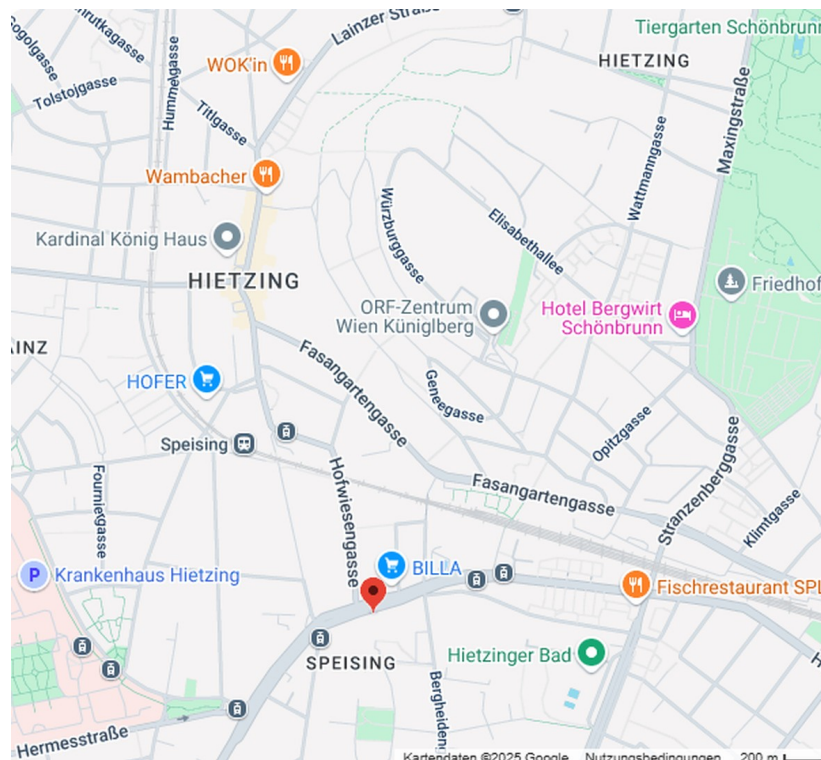 Lainzer Straße
Tiergarten Schönbrunn
WOK'in
HIETZING
Tolstojgasse
Hummelgasse
Titlgasse
Maxingstraße
Wattmanngasse
Wambacher
Würzburggasse
Elisabethallee
Kardinal König Haus
HIETZING
Friedhof
ORF-Zentrum
Wien Küniglberg
Hotel Bergwirt
Schönbrunn
AINZ
Fasangartengasse
HOFER
Geneegasse
Opitzgasse
Speising
Stranzenberggasse
Hofwiesengasse
Fourniergasse
Fasangartengasse
Klimtgasse
BILLA
P
Krankenhaus Hietzing
Fischrestaurant SPL
Hietzinger Bad
SPEISING
Hermesstraße
Kartendaten ©2025 Google
Nutzungsbedingungen
200 m